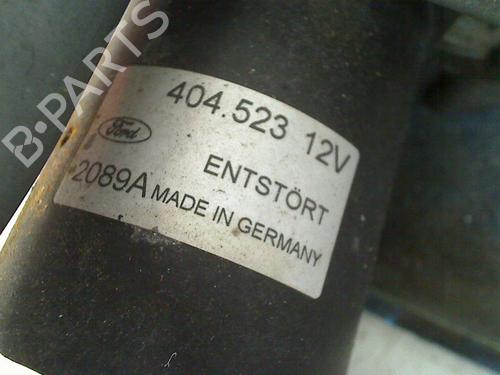 B-PARTS
404.523 12V
Ford
ENTSTÖRT
2089A MADE IN GERMANY